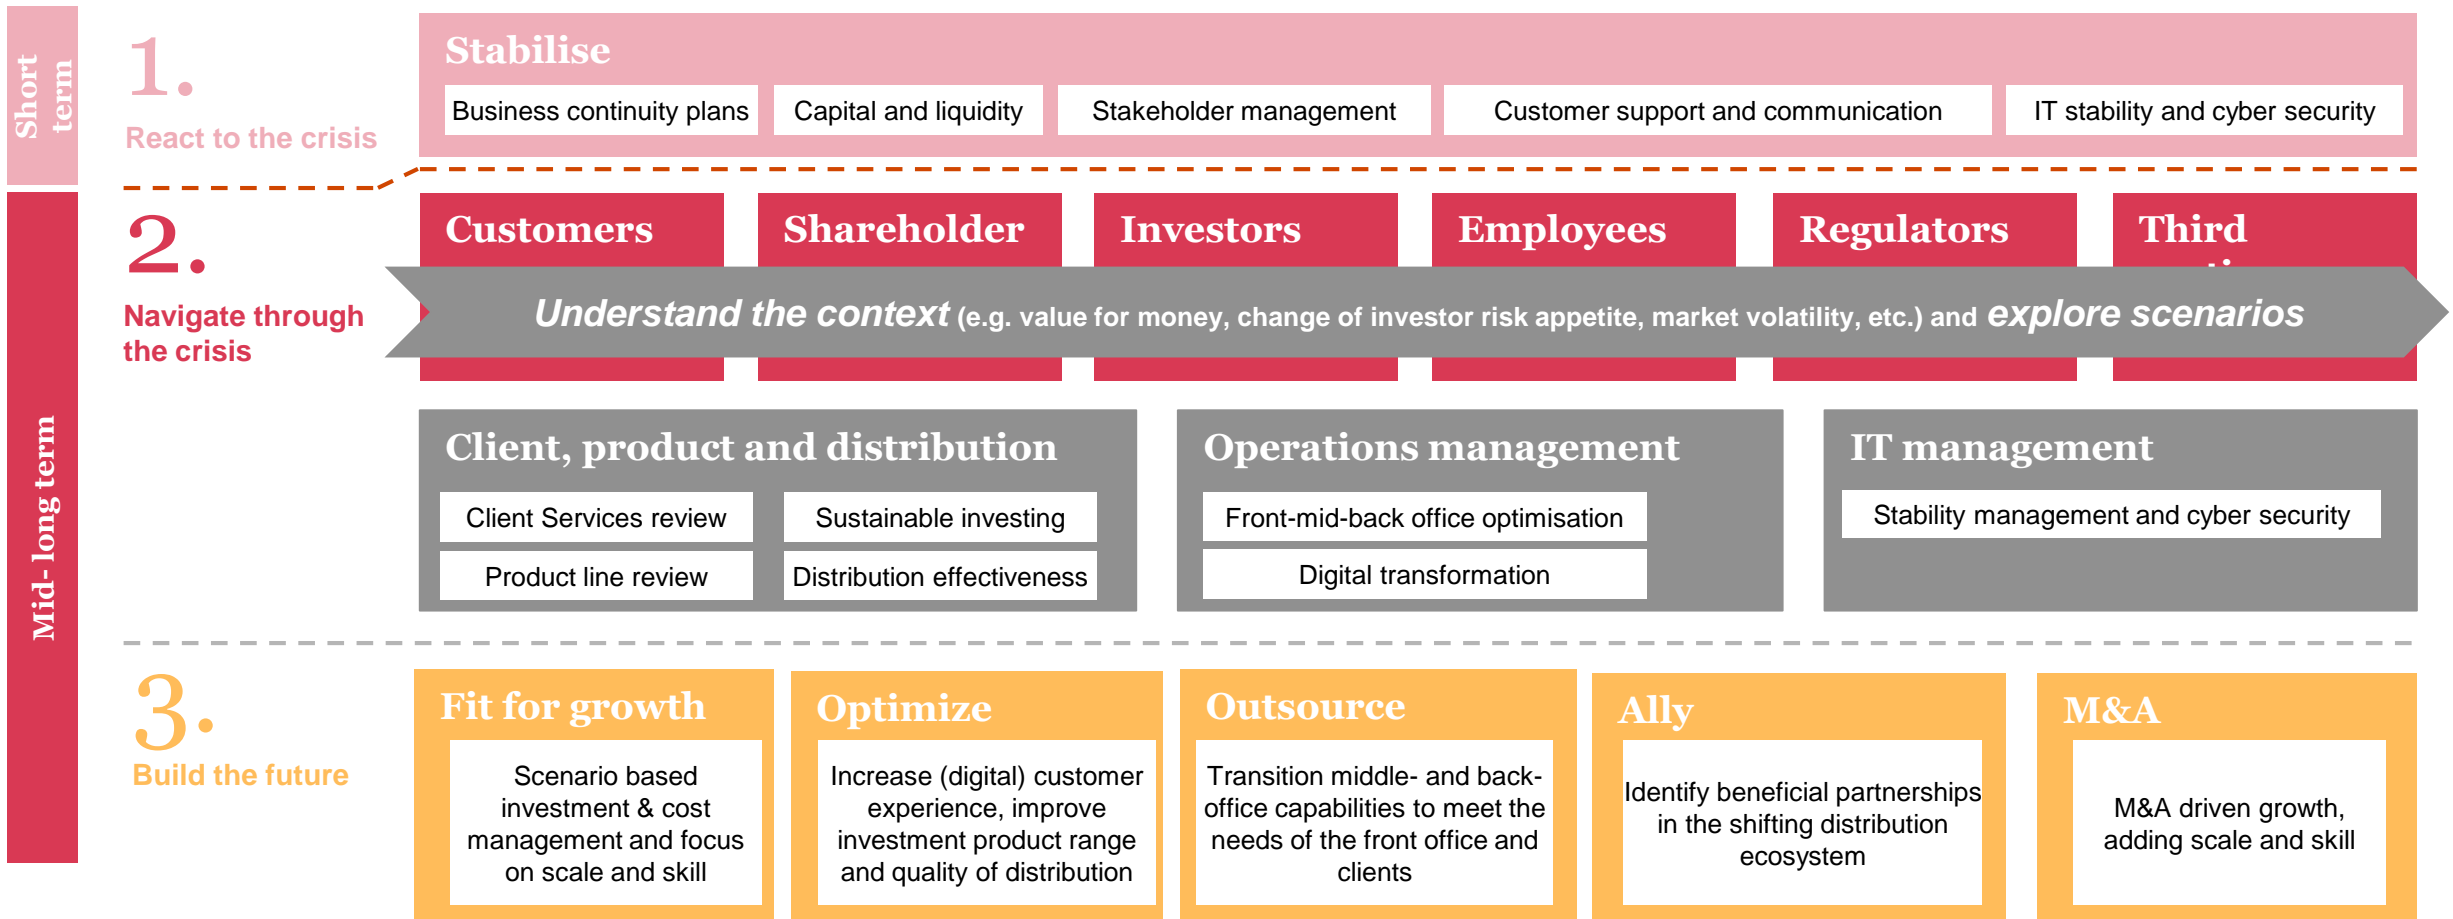 Short
term
1.
React to the crisis
Stabilise
Business continuity plans
Capital and liquidity
Stakeholder management
Customer support and communication
IT stability and cyber security
Mid- long term
2.
Navigate through
the crisis
Customers
Shareholder
Investors
Employees
Regulators
Third
Understand the context (e.g. value for money, change of investor risk appetite, market volatility, etc.) and explore scenarios
Client, product and distribution
Client Services review
Sustainable investing
Product line review
Distribution effectiveness
Operations management
Front-mid-back office optimisation
Digital transformation
IT management
Stability management and cyber security
3.
Build the future
Fit for growth
Scenario based
investment & cost
management and focus
on scale and skill
Optimize
Increase (digital) customer
experience, improve
investment product range
and quality of distribution
Outsource
Transition middle- and back-
office capabilities to meet the
needs of the front office and
clients
Ally
Identify beneficial partnerships
in the shifting distribution
ecosystem
M&A
M&A driven growth,
adding scale and skill